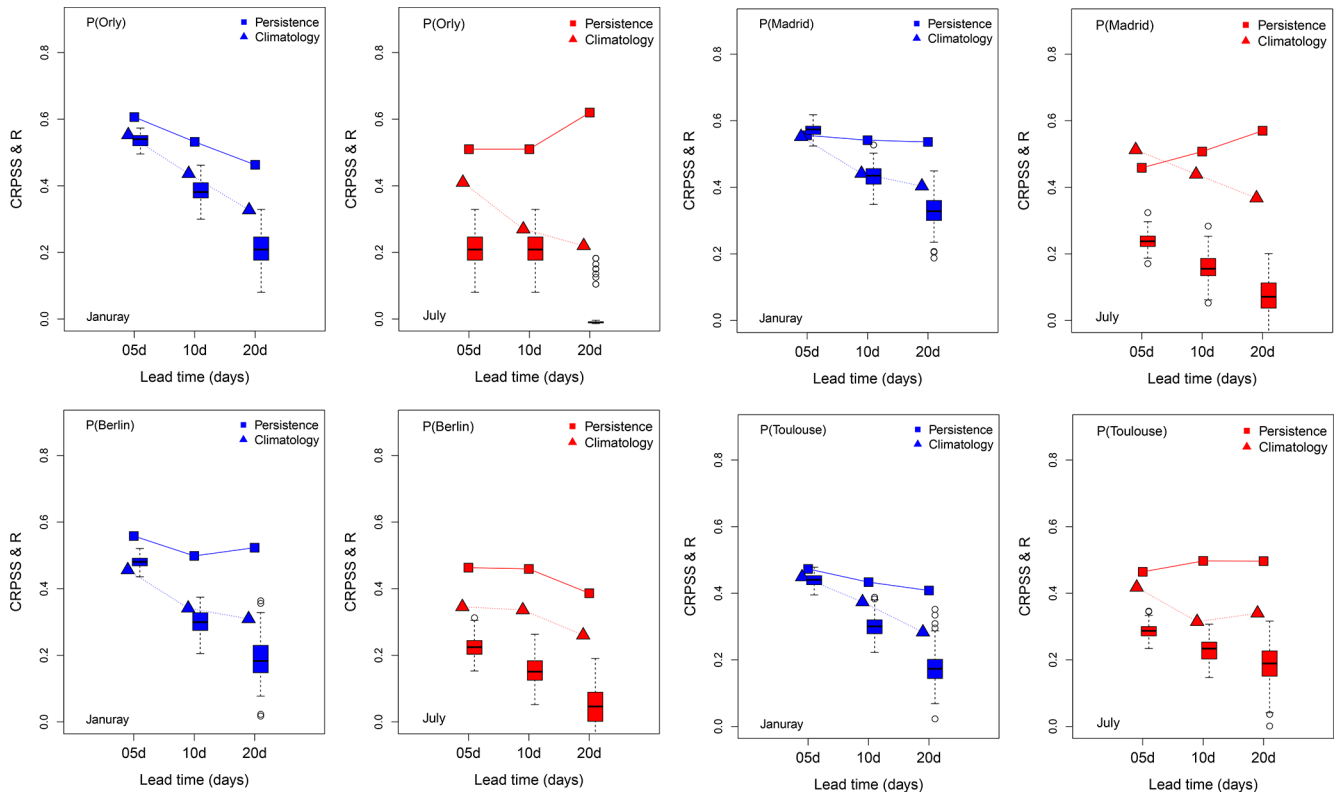 P(Orly)
Persistence
Climatology
CRPSS & R
0.8
0.6
0.4
0.2
0.0
Januray
05d 10d 20d
Lead time (days)
P(Orly)
Persistence
Climatology
CRPSS & R
0.8
0.6
0.4
0.2
0.0
July
05d 10d 20d
Lead time (days)
P(Madrid)
Persistence
Climatology
CRPSS & R
0.8
0.6
0.4
0.2
0.0
Januray
05d 10d 20d
Lead time (days)
P(Madrid)
Persistence
Climatology
CRPSS & R
0.8
0.6
0.4
0.2
0.0
July
05d 10d 20d
Lead time (days)
P(Berlin)
Persistence
Climatology
CRPSS & R
0.8
0.6
0.4
0.2
0.0
Januray
05d 10d 20d
Lead time (days)
P(Berlin)
Persistence
Climatology
CRPSS & R
0.8
0.6
0.4
0.2
0.0
July
05d 10d 20d
Lead time (days)
P(Toulouse)
Persistence
Climatology
CRPSS & R
0.8
0.6
0.4
0.2
0.0
Januray
05d 10d 20d
Lead time (days)
P(Toulouse)
Persistence
Climatology
CRPSS & R
0.8
0.6
0.4
0.2
0.0
July
05d 10d 20d
Lead time (days)